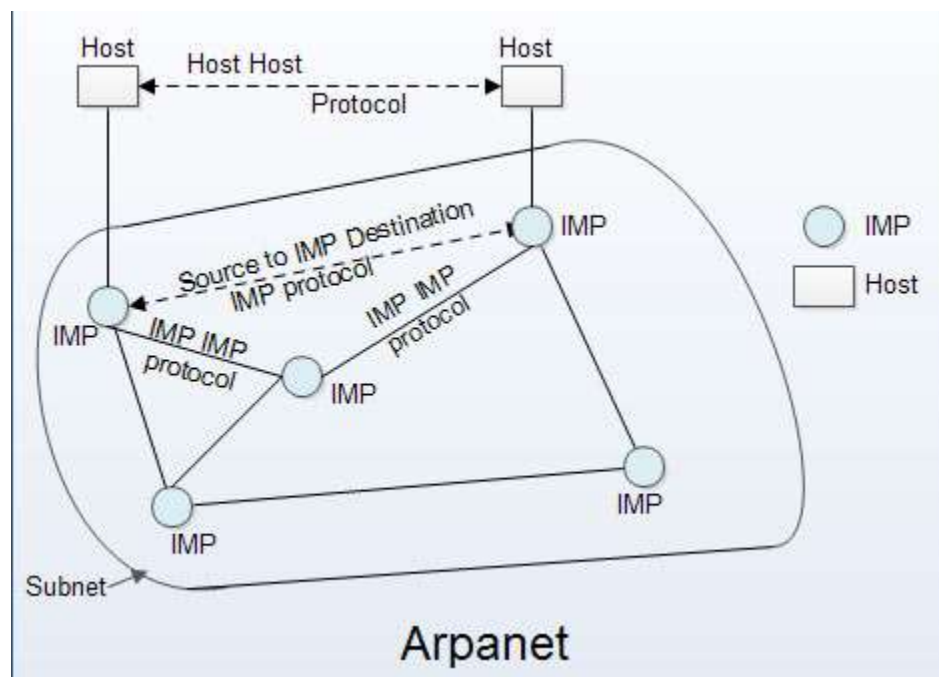 Host
Host
Host Host
Protocol
Source to IMP Destination
IMP protocol
IMP
IMP
Host
IMP IMP
protocol
IMP
IMP IMP
protocol
IMP
IMP
IMP
Subnet
Arpanet